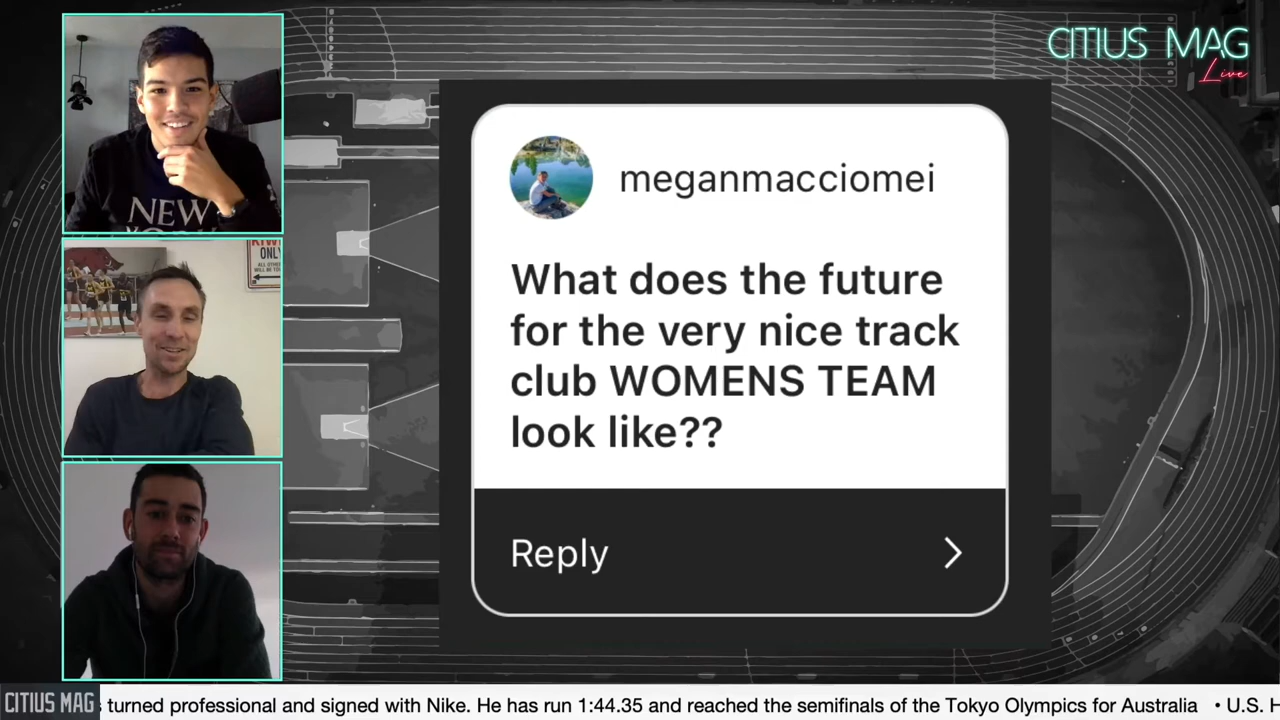 CITIUS MAG
Live
NEW
ONLY
meganmacciomei
What does the future
for the very nice track
club WOMENS TEAM
look like??
Reply
CITIUS MAG
turned professional and signed with Nike. He has run 1:44.35 and reached the semifinals of the Tokyo Olympics for Australia • U.S. H